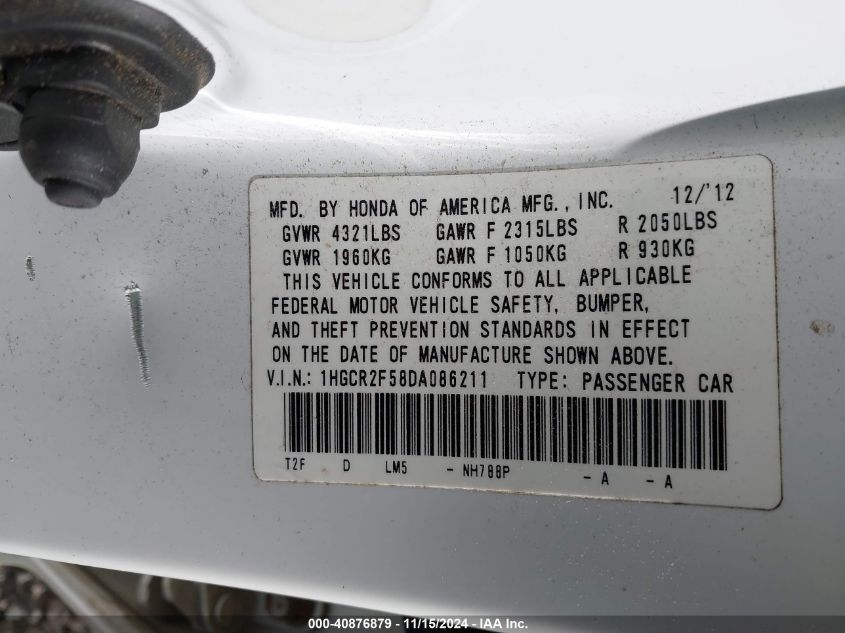 MFD. BY HONDA OF AMERICA MFG., INC. 12/'12
GVWR 4321LBS GAWR F 2315LBS R 2050LBS
GVWR 1960KG GAWR F 1050KG R 930KG
THIS VEHICLE CONFORMS TO ALL APPLICABLE
FEDERAL MOTOR VEHICLE SAFETY, BUMPER,
AND THEFT PREVENTION STANDARDS IN EFFECT
ON THE DATE OF MANUFACTURE SHOWN ABOVE.
V.I.N.: 1HGCR2F58DA086211 TYPE: PASSENGER CAR
T2F D LM5 - NH788P - A - A
000-40876879 - 11/15/2024 - IAA Inc.